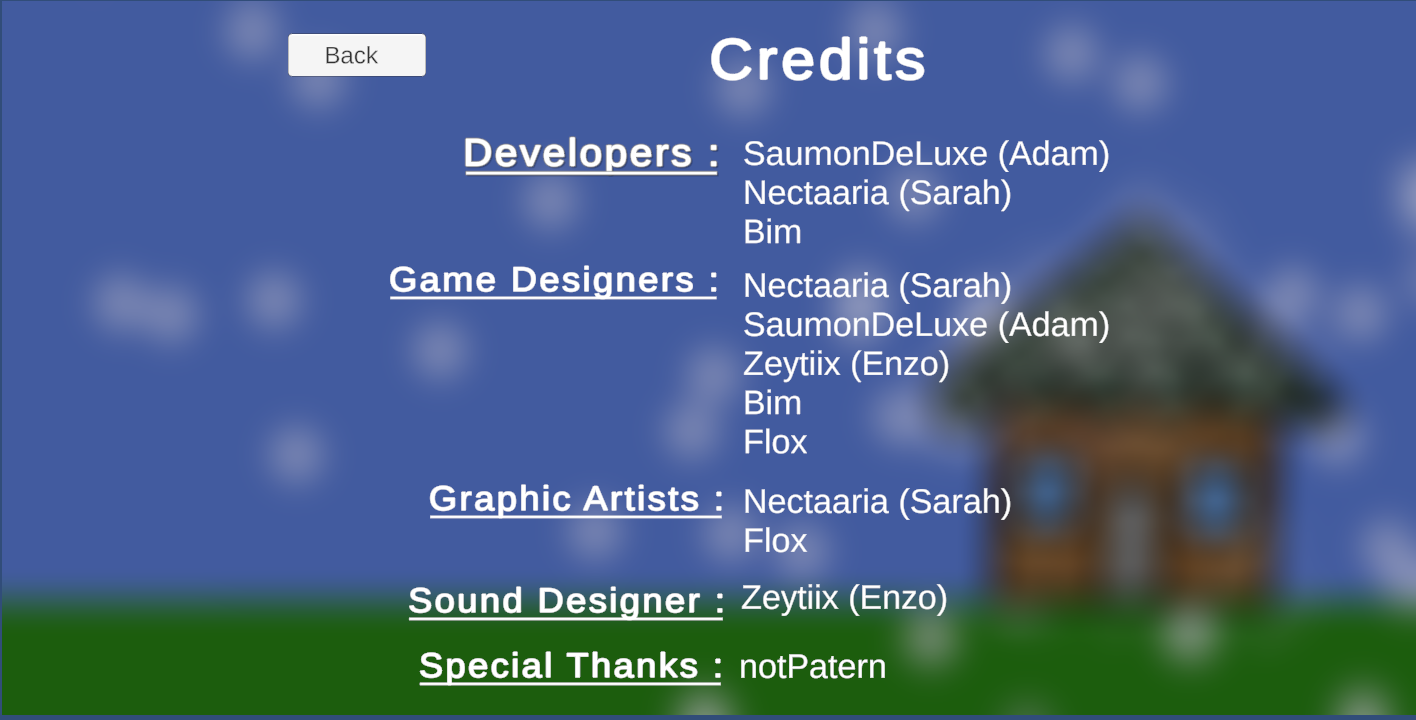 Back
Credits
Developers : SaumonDeLuxe (Adam)
Nectaaria (Sarah)
Bim
Game Designers : Nectaaria (Sarah)
SaumonDeLuxe (Adam)
Zeytiix (Enzo)
Bim
Flox
Graphic Artists : Nectaaria (Sarah)
Flox
Sound Designer : Zeytiix (Enzo)
Special Thanks : notPatern